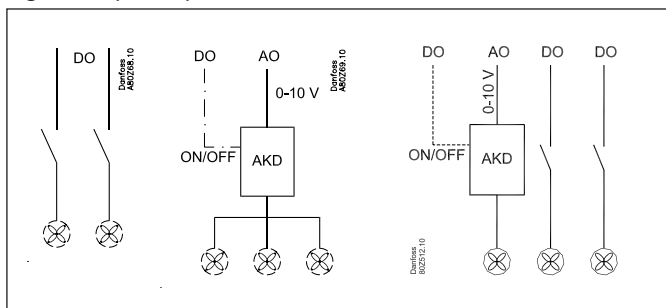 DO
Danfoss
A80Z68.10
DO
AO
Danfoss
A80Z69.10
0-10 V
ON/OFF
AKD
DO
AO
DO
DO
0-10 V
ON/OFF
AKD
Danfoss
80Z512.10